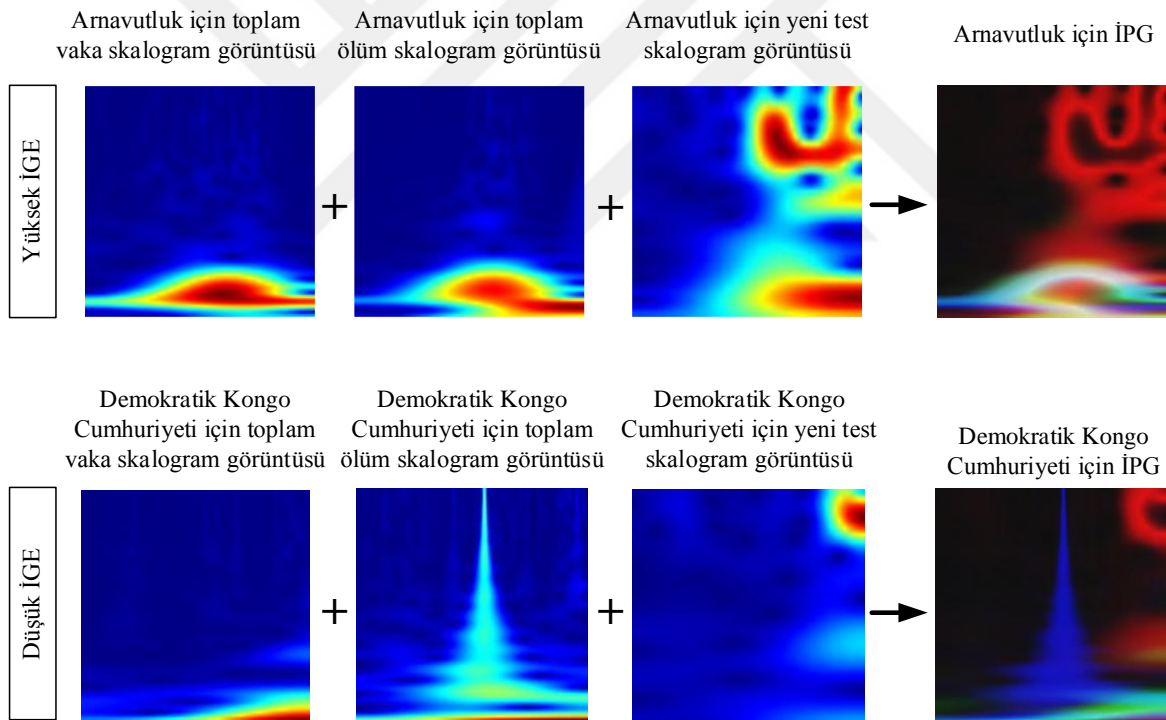 Arnavutluk için toplam
vaka skalogram görüntüsü
Arnavutluk için toplam
ölüm skalogram görüntüsü
Arnavutluk için yeni test
skalogram görüntüsü
Arnavutluk için İPG
Yüksek İGE
+
+
Demokratik Kongo
Cumhuriyeti için toplam
vaka skalogram görüntüsü
Demokratik Kongo
Cumhuriyeti için toplam
ölüm skalogram görüntüsü
Demokratik Kongo
Cumhuriyeti için yeni test
skalogram görüntüsü
Demokratik Kongo
Cumhuriyeti için İPG
Düşük İGE
+
+